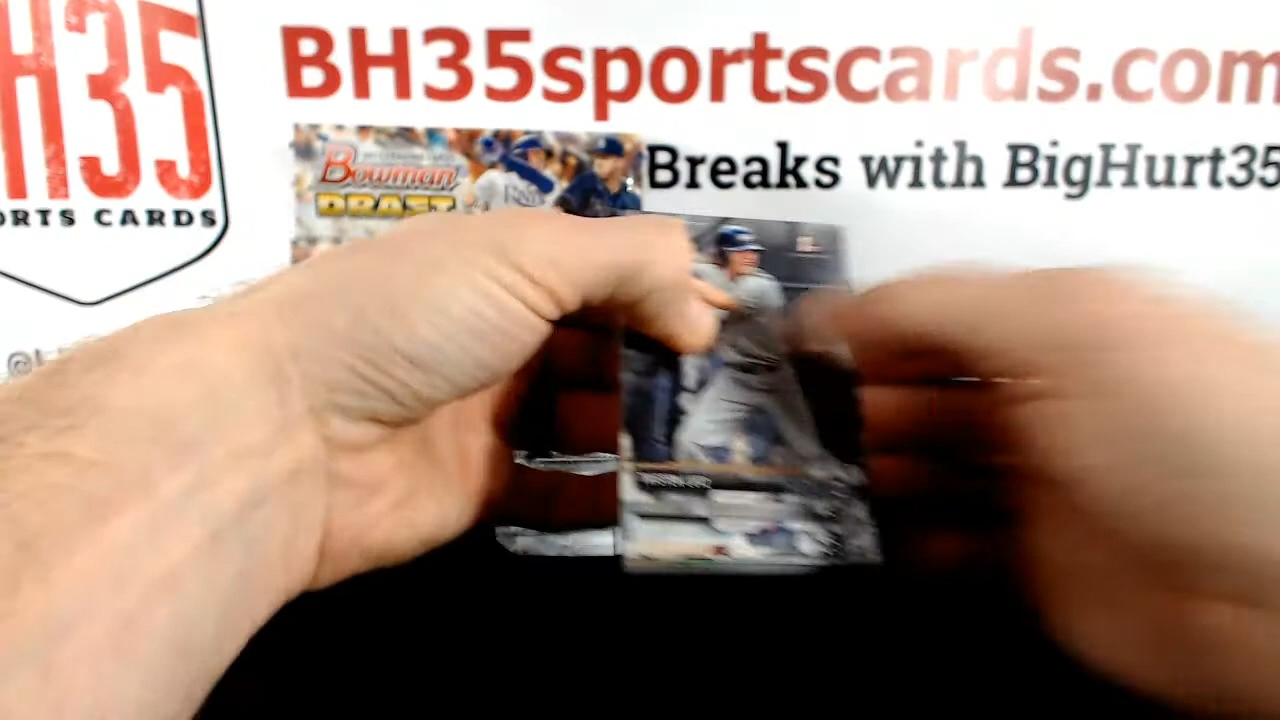 H35
ORTS CARDS
BH35sportscards.com
Breaks with BigHurt35
Bowman
DRAFT